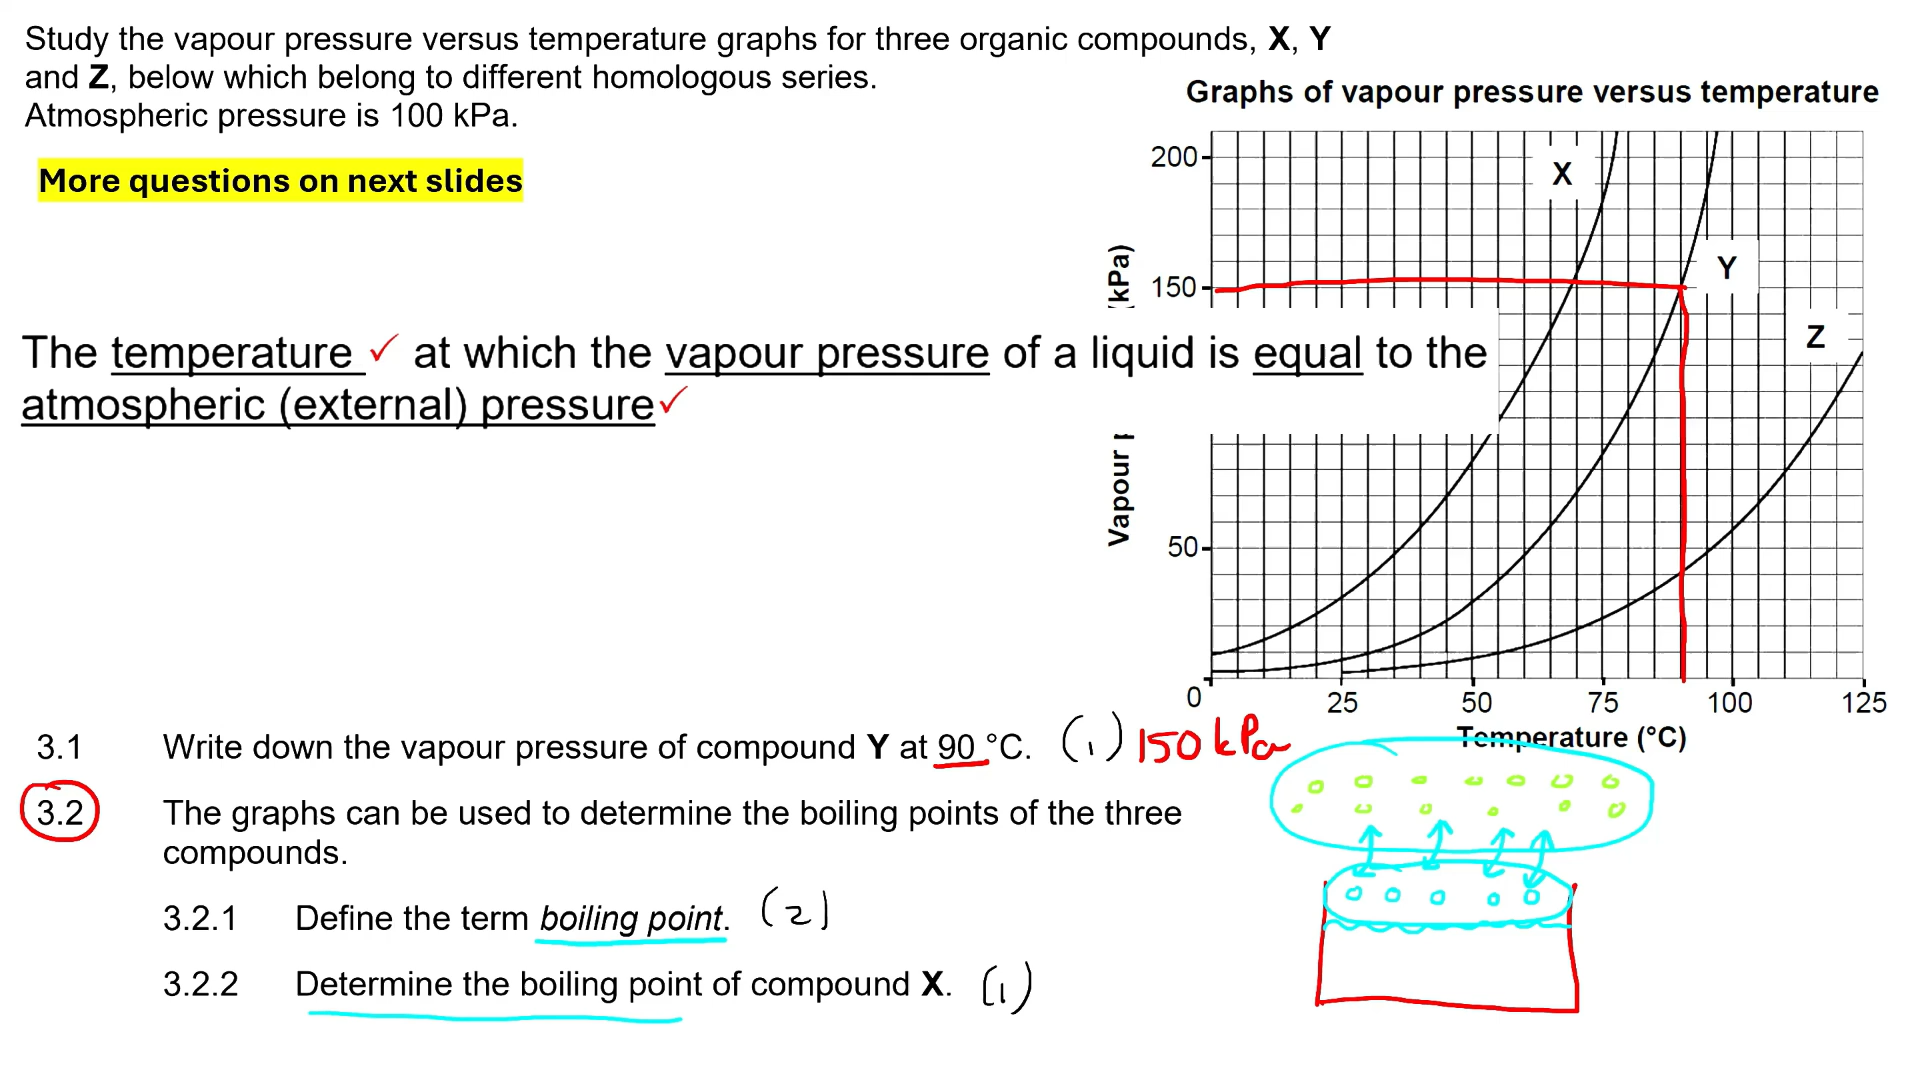 Study the vapour pressure versus temperature graphs for three organic compounds, X, Y
and Z, below which belong to different homologous series.
Atmospheric pressure is 100 kPa.
More questions on next slides
Graphs of vapour pressure versus temperature
200
X
Y
(kPa)
150
Z
The temperature ✓ at which the vapour pressure of a liquid is equal to the
atmospheric (external) pressure✓
Vapour
50
0
25
50
75
100
125
Temperature (°C)
3.1 Write down the vapour pressure of compound Y at 90 °C. (1) 150 kPa
3.2 The graphs can be used to determine the boiling points of the three
compounds.
3.2.1 Define the term boiling point. (2)
3.2.2 Determine the boiling point of compound X. (1)